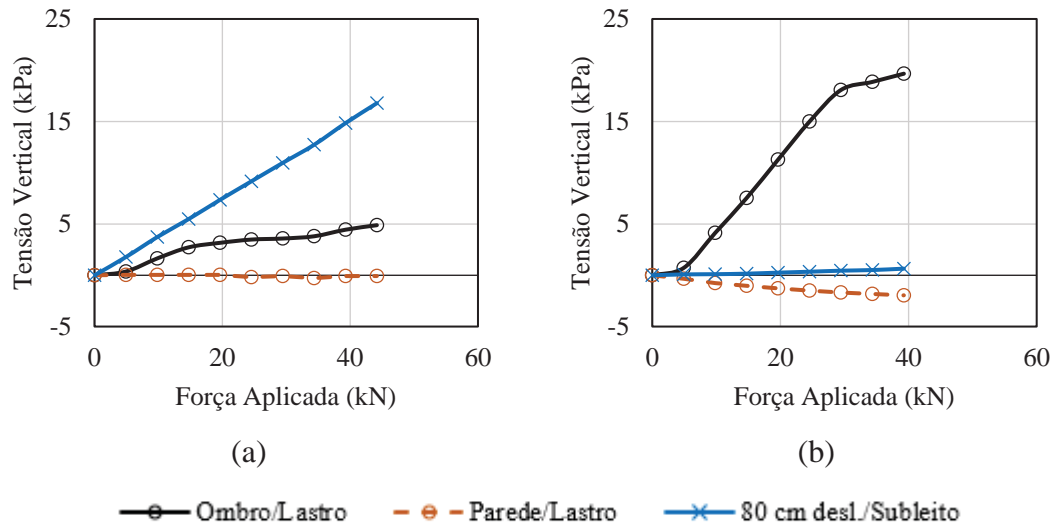 25
15
5
-5
Tensão Vertical (kPa)
0 20 40 60
Força Aplicada (kN)
(a)
25
15
5
-5
Tensão Vertical (kPa)
0 20 40 60
Força Aplicada (kN)
(b)
Ombro/Lastro Parede/Lastro 80 cm desl./Subleito